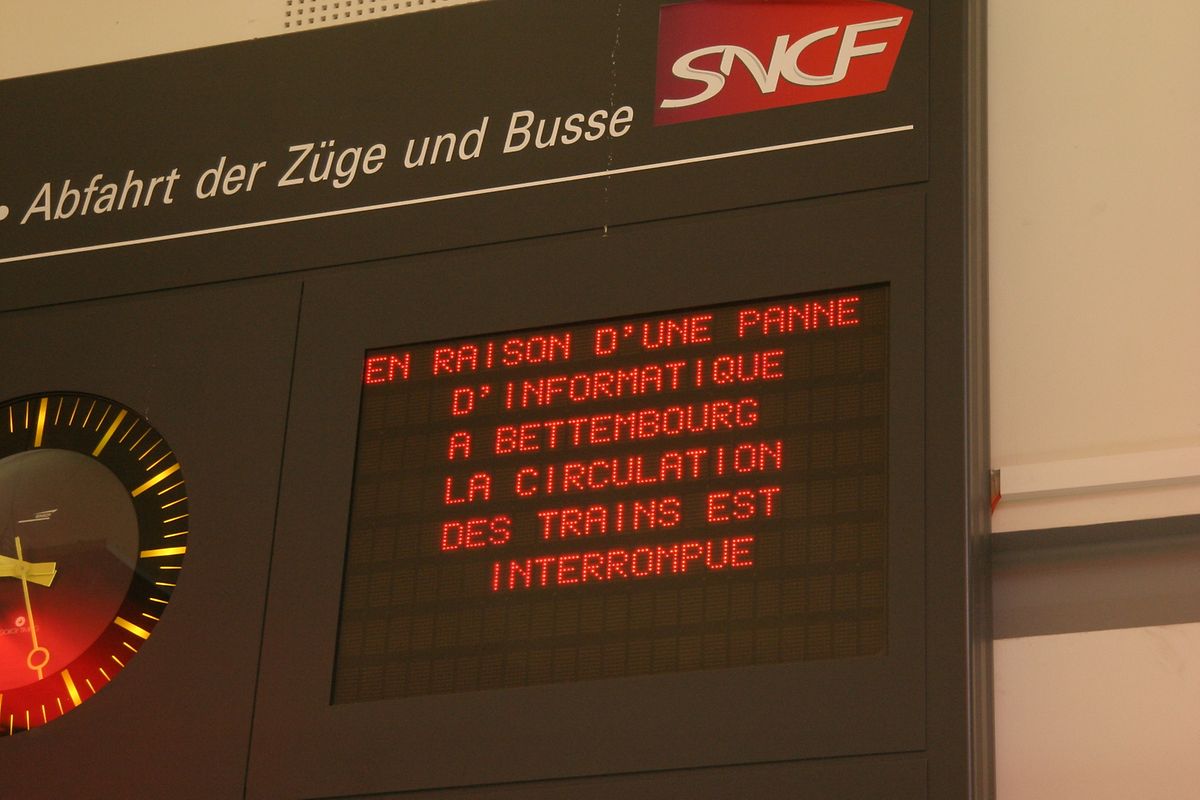 SNCF
• Abfahrt der Züge und Busse
EN RAISON D'UNE PANNE
D'INFORMATIQUE
A BETTEMBOURG
LA CIRCULATION
DES TRAINS EST
INTERROMPUE